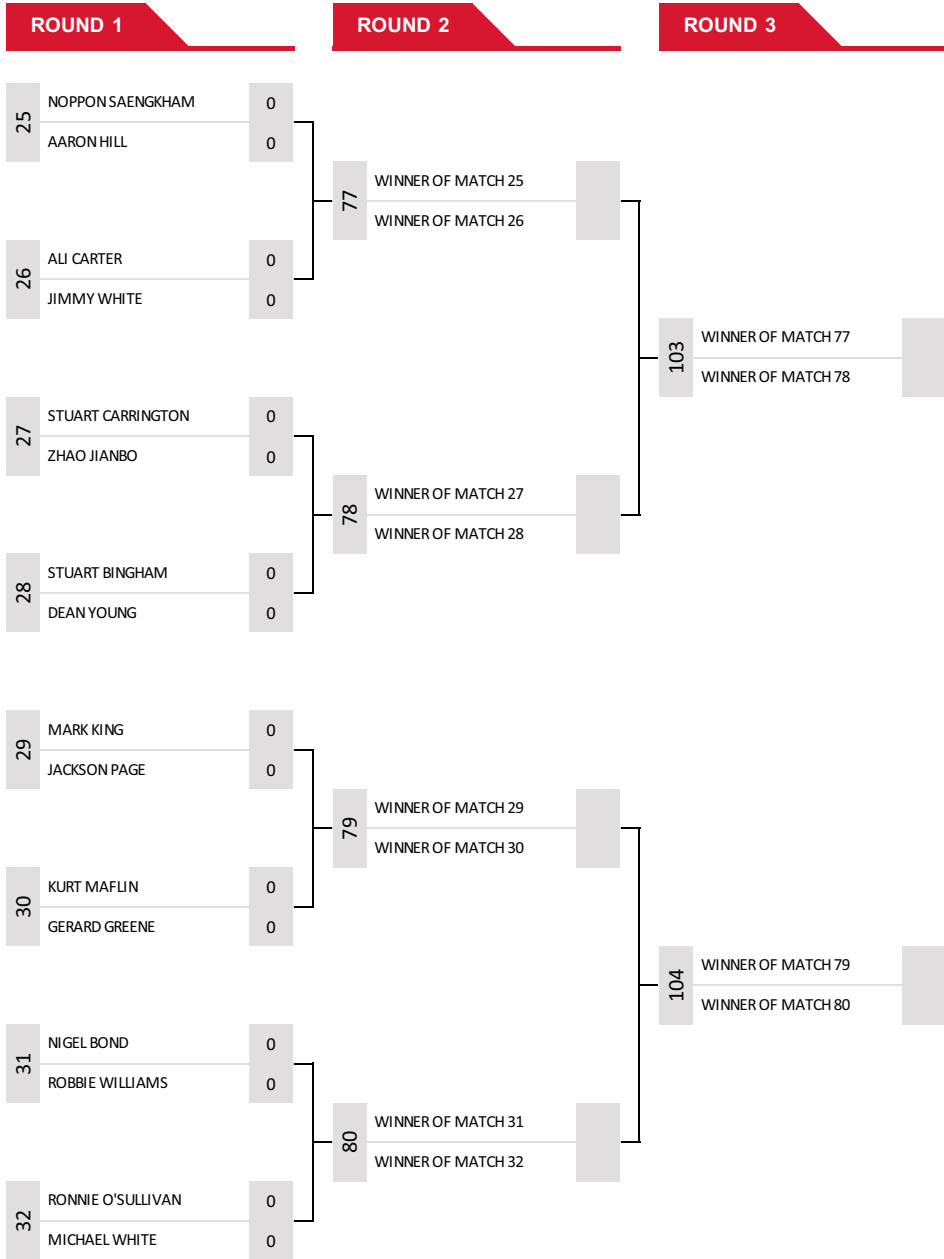 ROUND 1
ROUND 2
ROUND 3
25
NOPPON SAENGKHAM 0
AARON HILL 0
77
WINNER OF MATCH 25
WINNER OF MATCH 26
26
ALI CARTER 0
JIMMY WHITE 0
103
WINNER OF MATCH 77
WINNER OF MATCH 78
27
STUART CARRINGTON 0
ZHAO JIANBO 0
78
WINNER OF MATCH 27
WINNER OF MATCH 28
28
STUART BINGHAM 0
DEAN YOUNG 0
29
MARK KING 0
JACKSON PAGE 0
79
WINNER OF MATCH 29
WINNER OF MATCH 30
30
KURT MAFLIN 0
GERARD GREENE 0
104
WINNER OF MATCH 79
WINNER OF MATCH 80
31
NIGEL BOND 0
ROBBIE WILLIAMS 0
80
WINNER OF MATCH 31
WINNER OF MATCH 32
32
RONNIE O'SULLIVAN 0
MICHAEL WHITE 0